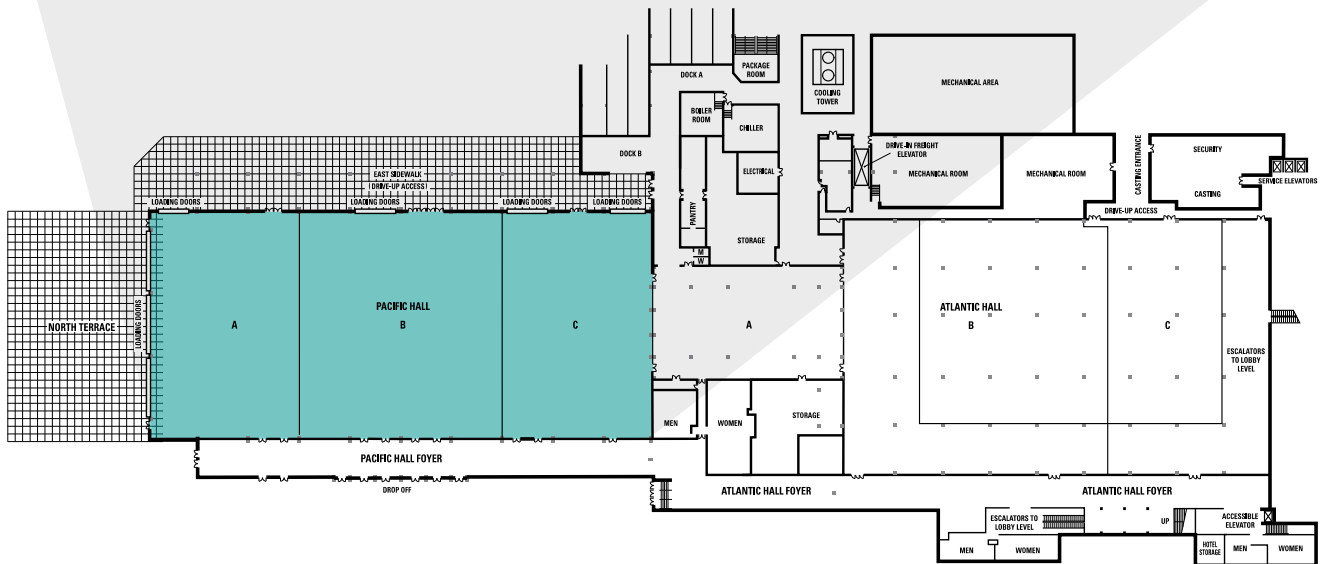 PACKAGE
ROOM
DOCK A
COOLING
TOWER
MECHANICAL AREA
BOILER
ROOM
CHILLER
DOCK B
ELECTRICAL
DRIVE-IN FREIGHT
ELEVATOR
MECHANICAL ROOM
MECHANICAL ROOM
CASTING ENTRANCE
SECURITY
CASTING
SERVICE ELEVATORS
EAST SIDEWALK
(DRIVE-UP ACCESS)
LOADING DOORS
LOADING DOORS
LOADING DOORS
LOADING DOORS
PANTRY
STORAGE
DRIVE-UP ACCESS
M
W
NORTH TERRACE
LOADING DOORS
PACIFIC HALL
A
B
C
A
ATLANTIC HALL
B
C
ESCALATORS
TO LOBBY
LEVEL
MEN
WOMEN
STORAGE
PACIFIC HALL FOYER
DROP OFF
ATLANTIC HALL FOYER
ATLANTIC HALL FOYER
ESCALATORS TO
LOBBY LEVEL
UP
ACCESSIBLE
ELEVATOR
MEN
WOMEN
HOTEL
STORAGE
MEN
WOMEN